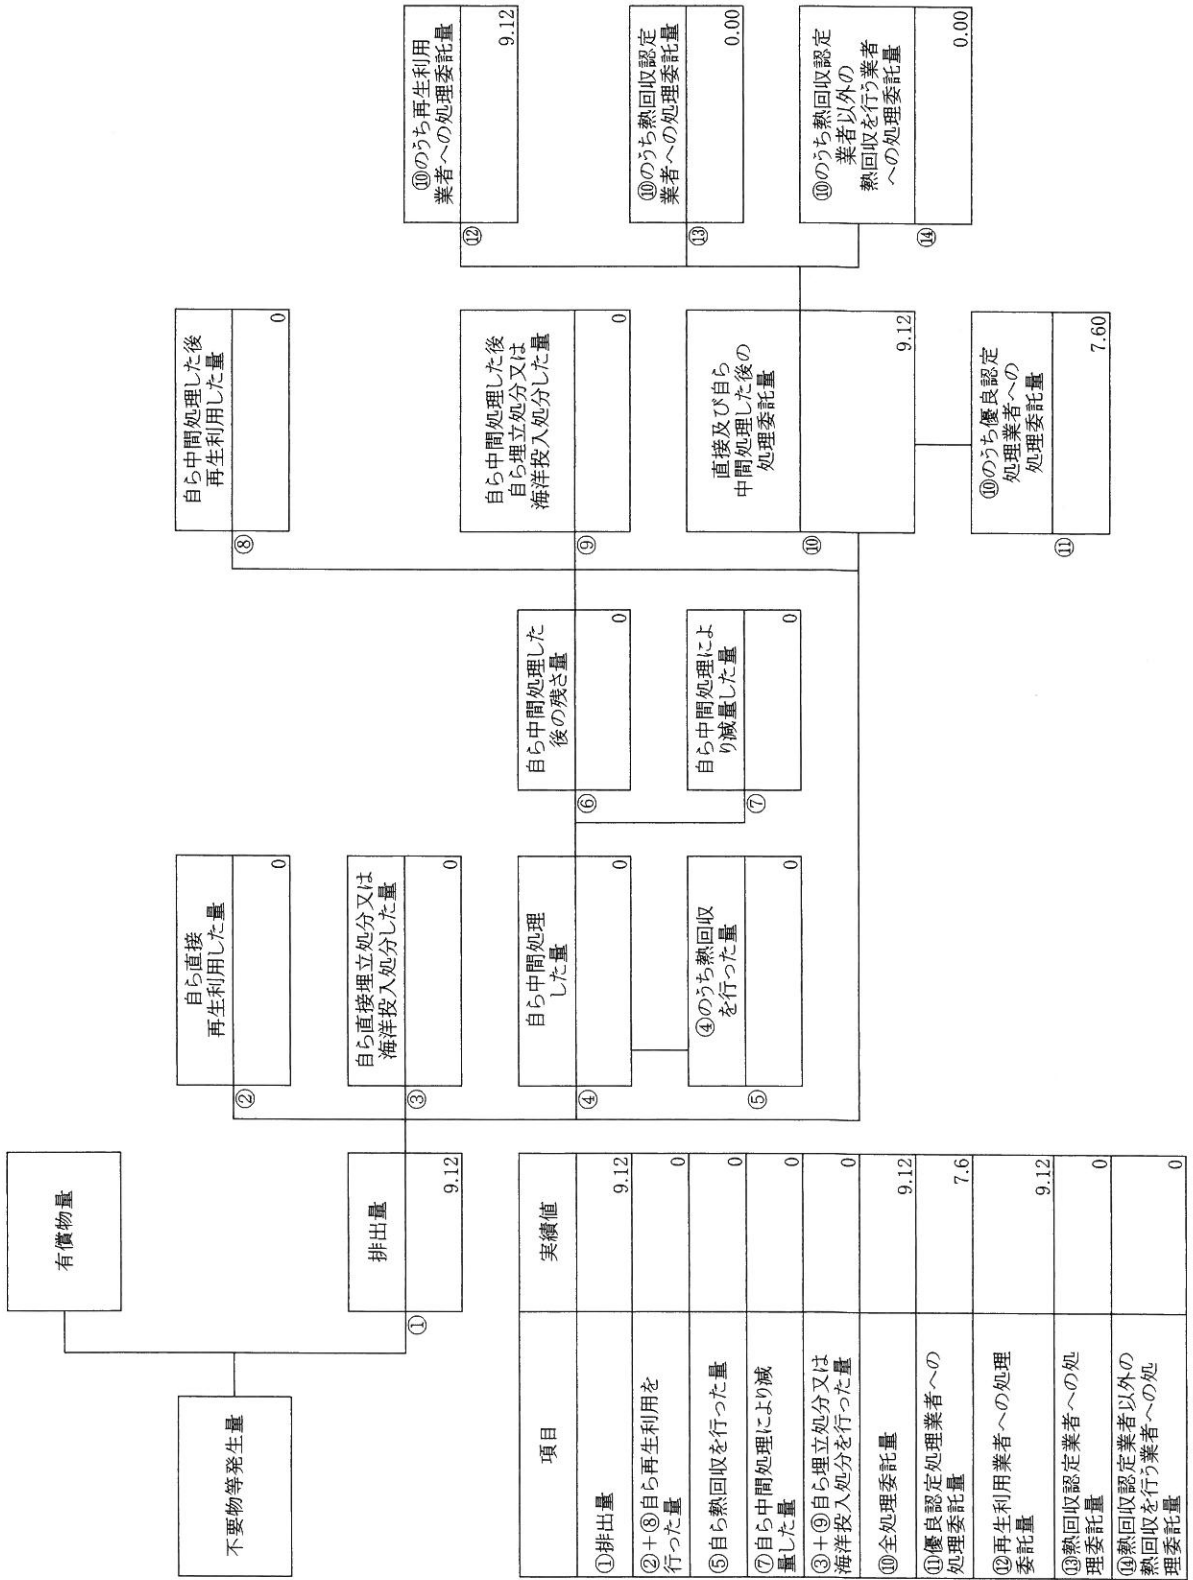 不要物等発生量
有償物量
①
排出量
9.12
②
自ら直接
再生利用した量
0
③
自ら直接埋立処分又は
海洋投入処分した量
0
④
自ら中間処理
した量
0
⑤
④のうち熱回収
を行った量
0
⑥
自ら中間処理した
後の残さ量
0
⑦
自ら中間処理によ
り減量した量
0
⑧
自ら中間処理した後
再生利用した量
0
⑨
自ら中間処理した後
自ら埋立処分又は
海洋投入処分した量
0
⑩
直接及び自ら
中間処理した後の
処理委託量
9.12
⑪
⑩のうち優良認定
処理業者への
処理委託量
7.60
⑫
⑩のうち再生利用
業者への処理委託量
9.12
⑬
⑩のうち熱回収認定
業者への処理委託量
0.00
⑭
⑩のうち熱回収認定
業者以外の
熱回収を行う業者
への処理委託量
0.00
項目
実績値
①排出量
9.12
②+⑧自ら再生利用を
行った量
0
⑤自ら熱回収を行った量
0
⑦自ら中間処理により減
量した量
0
③+⑨自ら埋立処分又は
海洋投入処分を行った量
0
⑩全処理委託量
9.12
⑪優良認定処理業者への
処理委託量
7.6
⑫再生利用業者への処理
委託量
9.12
⑬熱回収認定業者への処
理委託量
0
⑭熱回収認定業者以外の
熱回収を行う業者への処
理委託量
0